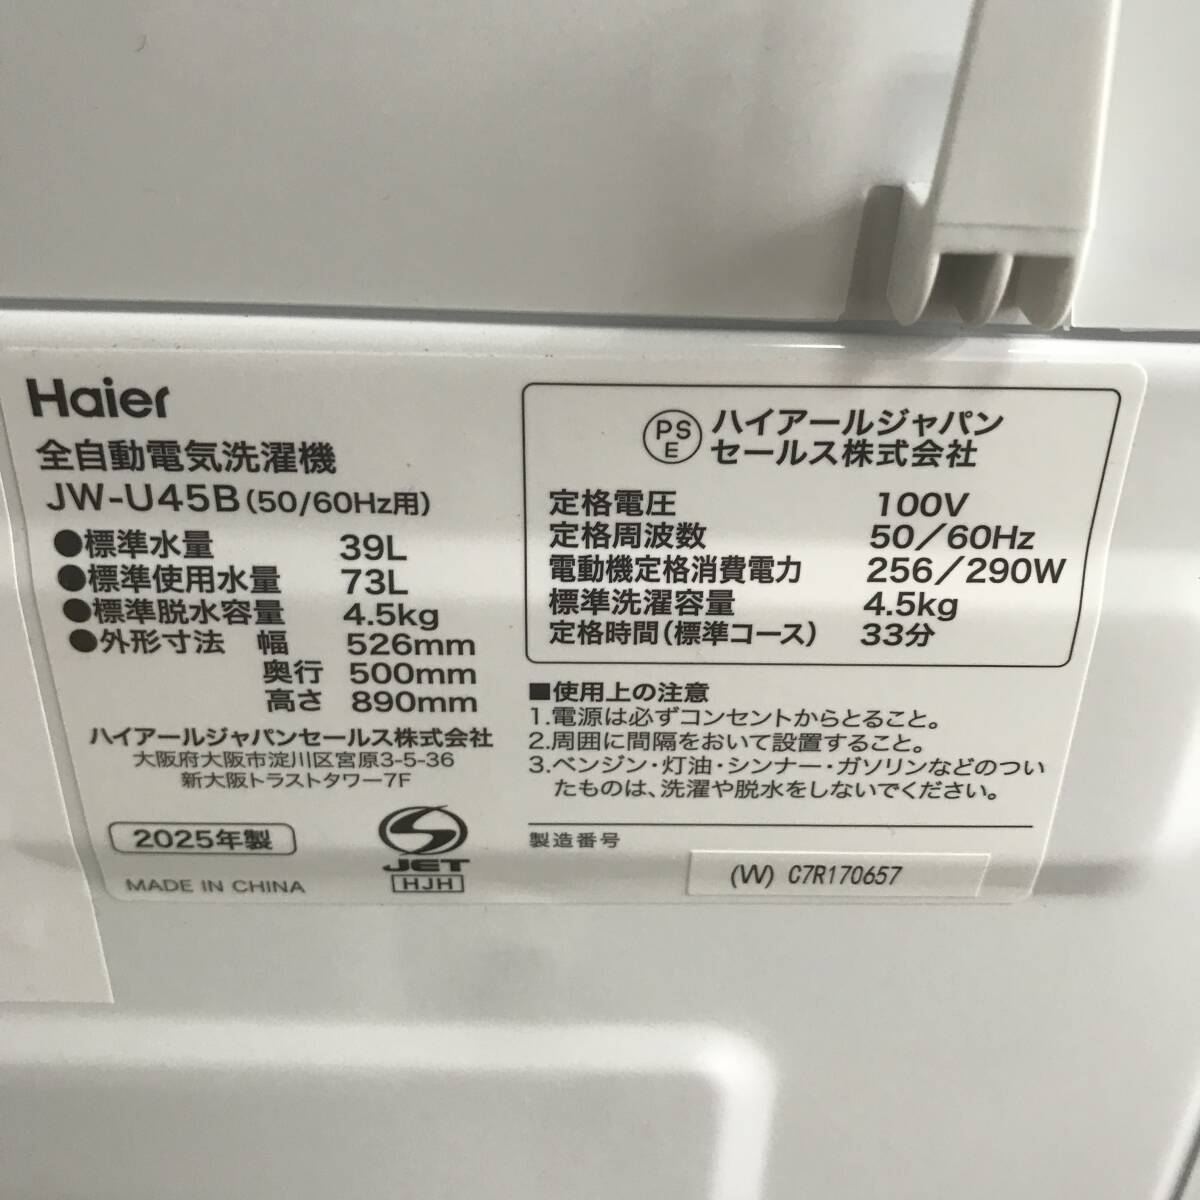 Haier
全自動電気洗濯機
JW-U45B(50/60Hz用)
●標準水量 39L
●標準使用水量 73L
●標準脱水容量 4.5kg
●外形寸法 幅 526mm
奥行 500mm
高さ 890mm
ハイアールジャパンセールス株式会社
大阪府大阪市淀川区宮原3-5-36
新大阪トラストタワー7F
2025年製
MADE IN CHINA
S
JET
HJH
PS
E
ハイアールジャパン
セールス株式会社
定格電圧 100V
定格周波数 50/60Hz
電動機定格消費電力 256/290W
標準洗濯容量 4.5kg
定格時間(標準コース) 33分
■使用上の注意
1.電源は必ずコンセントからとること。
2.周囲に間隔をおいて設置すること。
3.ベンジン・灯油・シンナー・ガソリンなどのつい
たものは、洗濯や脱水をしないでください。
製造番号
(W) C7R170657